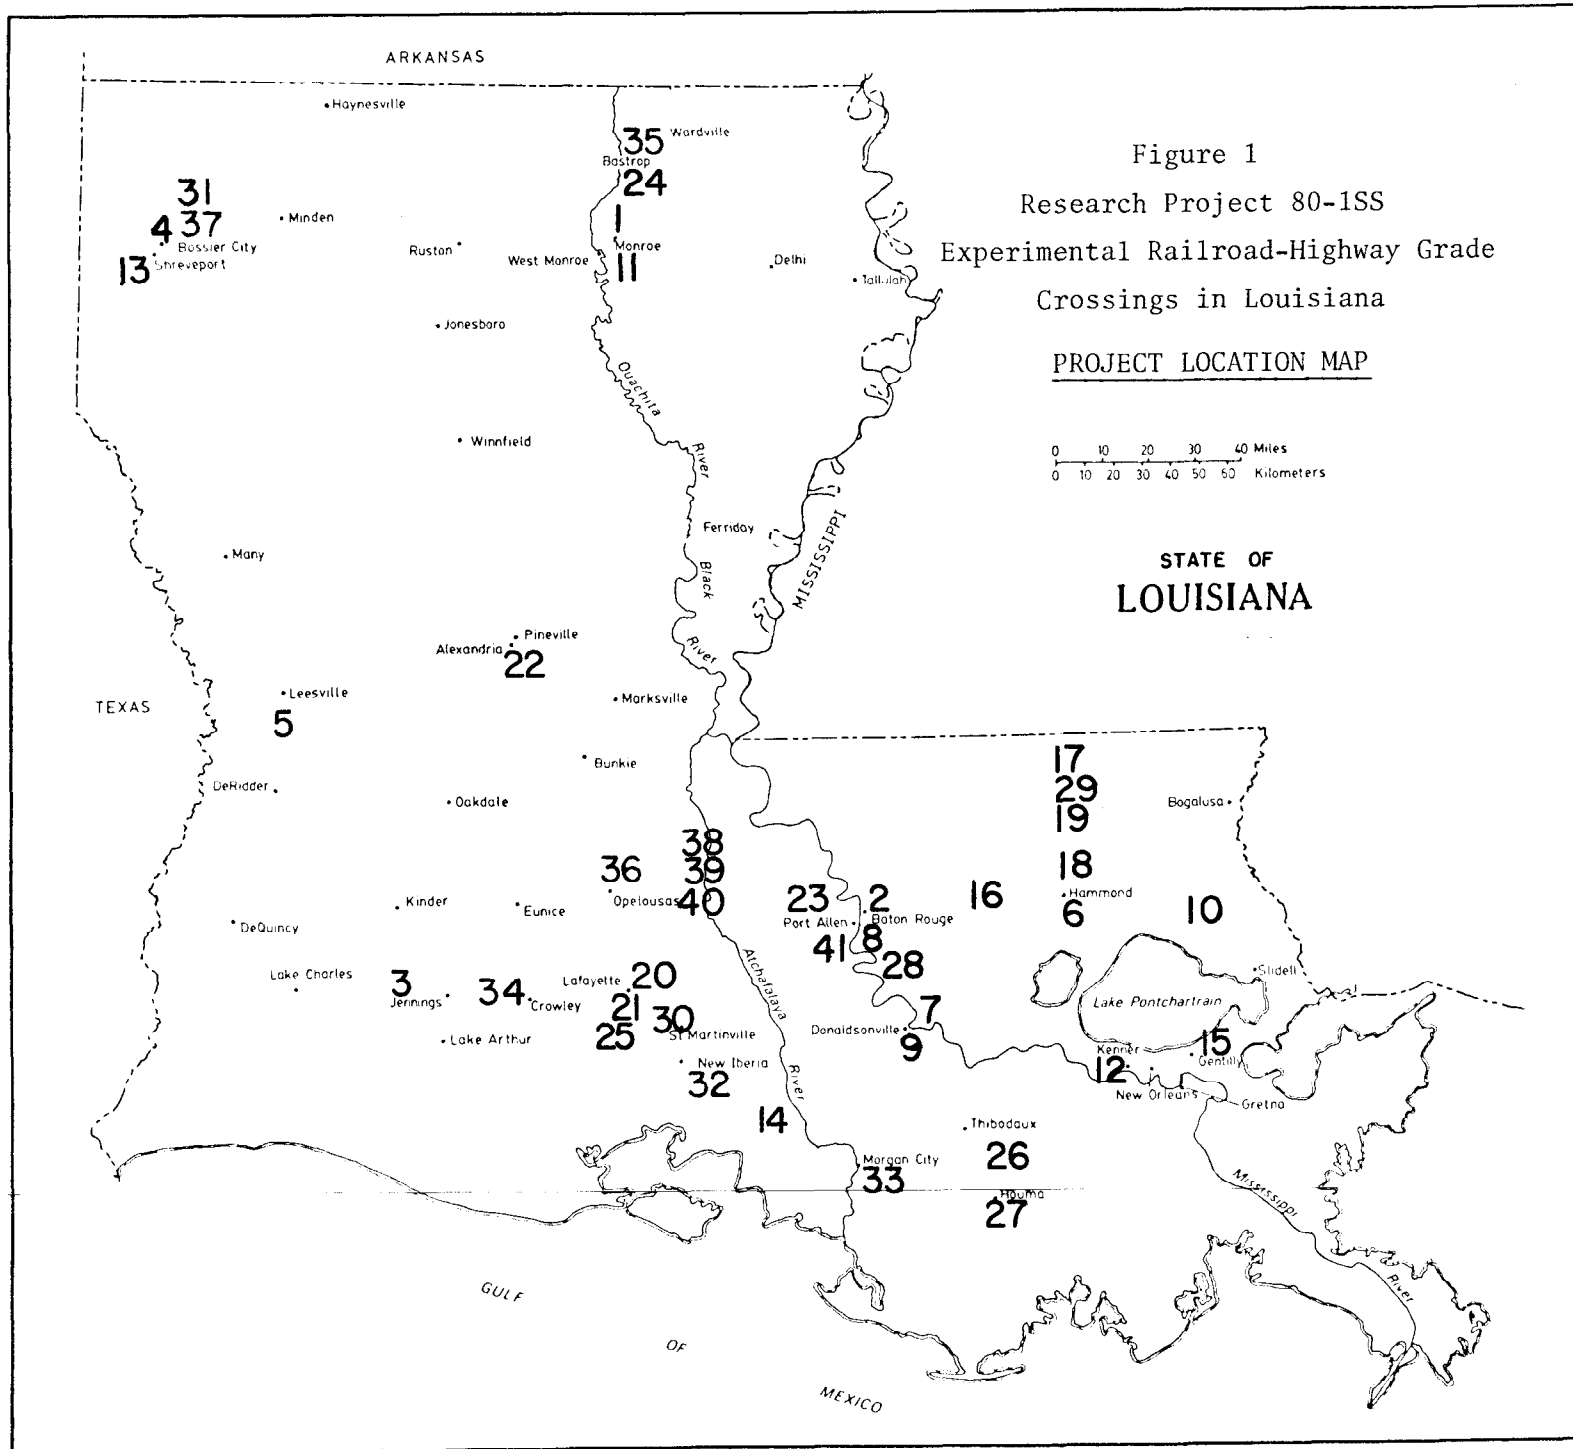 ARKANSAS
Haynesville
35 Wardville
Bastrop
24
31
4 37
Bossier City
13 Shreveport
Minden
Ruston
1
Monroe
West Monroe
11
Delhi
Tallulah
Jonesboro
Figure 1
Research Project 80-1SS
Experimental Railroad-Highway Grade
Crossings in Louisiana
PROJECT LOCATION MAP
0 10 20 30 40 Miles
0 10 20 30 40 50 60 Kilometers
STATE OF
LOUISIANA
Ouachita
River
Winnfield
Ferriday
Black
River
MISSISSIPPI
Many
Pineville
Alexandria
22
TEXAS
Leesville
5
Marksville
Bunkie
DeRidder
Oakdale
17
29
19
Bogalusa
18
Hammond
6
16
10
38
39
40
36
Opelousas
Kinder
Eunice
DeQuincy
23
2
Port Allen
Baton Rouge
41 8
28
Lake Charles
3
Jennings
34
Crowley
Lafayette
20
21
30
25
St Martinville
Lake Arthur
New Iberia
32
Atchafalaya
River
14
7
Donaldsonville
9
Slidell
Lake Pontchartrain
Kenner
12
15
Gentilly
New Orleans
Gretna
Thibodaux
26
Morgan City
33
Houma
27
Mississippi
River
GULF
OF
MEXICO